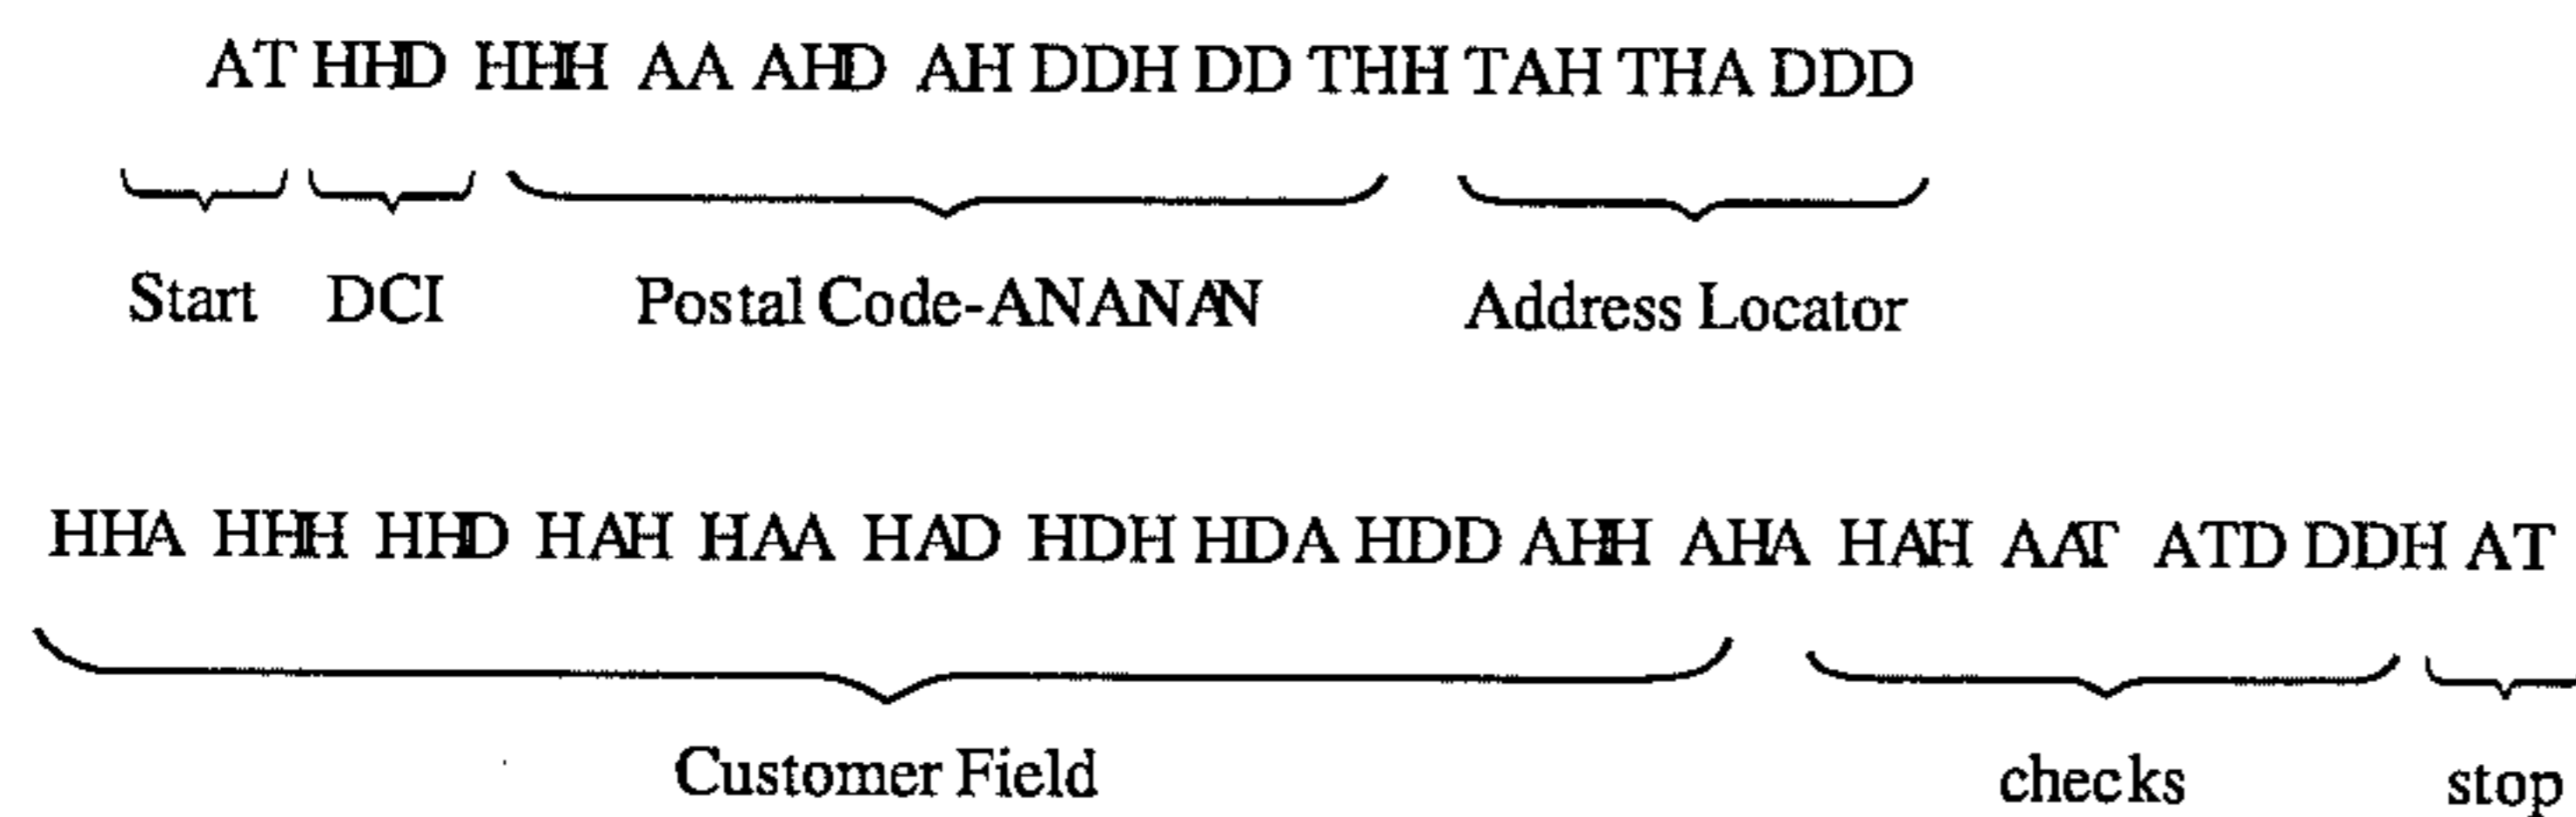 AT HHD HHH AA AHD AH DDH DD THH TAH THA DDD
Start DCI Postal Code-ANANAN Address Locator
HHA HHH HHD HAH HAA HAD HDH HDA HDD AHH AHA HAH AAT ATD DDH AT
Customer Field checks stop